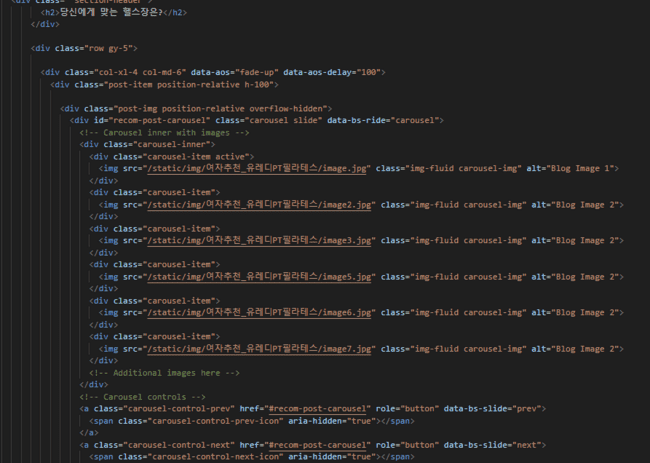 <div class="section-header">
<h2>당신에게 맞는 헬스장은?</h2>
</div>
<div class="row gy-5">
<div class="col-xl-4 col-md-6" data-aos="fade-up" data-aos-delay="100">
<div class="post-item position-relative h-100">
<div class="post-img position-relative overflow-hidden">
<div id="recom-post-carousel" class="carousel slide" data-bs-ride="carousel">
<!-- Carousel inner with images -->
<div class="carousel-inner">
<div class="carousel-item active">
<img src="/static/img/여자추천_유레디PT필라테스/image.jpg" class="img-fluid carousel-img" alt="Blog Image 1">
</div>
<div class="carousel-item">
<img src="/static/img/여자추천_유레디PT필라테스/image2.jpg" class="img-fluid carousel-img" alt="Blog Image 2">
</div>
<div class="carousel-item">
<img src="/static/img/여자추천_유레디PT필라테스/image3.jpg" class="img-fluid carousel-img" alt="Blog Image 2">
</div>
<div class="carousel-item">
<img src="/static/img/여자추천_유레디PT필라테스/image5.jpg" class="img-fluid carousel-img" alt="Blog Image 2">
</div>
<div class="carousel-item">
<img src="/static/img/여자추천_유레디PT필라테스/image6.jpg" class="img-fluid carousel-img" alt="Blog Image 2">
</div>
<div class="carousel-item">
<img src="/static/img/여자추천_유레디PT필라테스/image7.jpg" class="img-fluid carousel-img" alt="Blog Image 2">
</div>
<!-- Additional images here -->
</div>
<!-- Carousel controls -->
<a class="carousel-control-prev" href="#recom-post-carousel" role="button" data-bs-slide="prev">
<span class="carousel-control-prev-icon" aria-hidden="true"></span>
</a>
<a class="carousel-control-next" href="#recom-post-carousel" role="button" data-bs-slide="next">
<span class="carousel-control-next-icon" aria-hidden="true"></span>